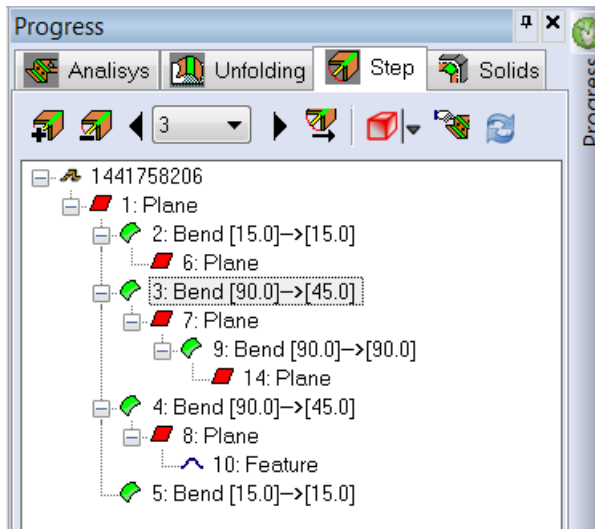 Progress
Analisys Unfolding Step Solids
3
1441758206
1: Plane
2: Bend [15.0]–>[15.0]
6: Plane
3: Bend [90.0]–>[45.0]
7: Plane
9: Bend [90.0]–>[90.0]
14: Plane
4: Bend [90.0]–>[45.0]
8: Plane
10: Feature
5: Bend [15.0]–>[15.0]
Progress